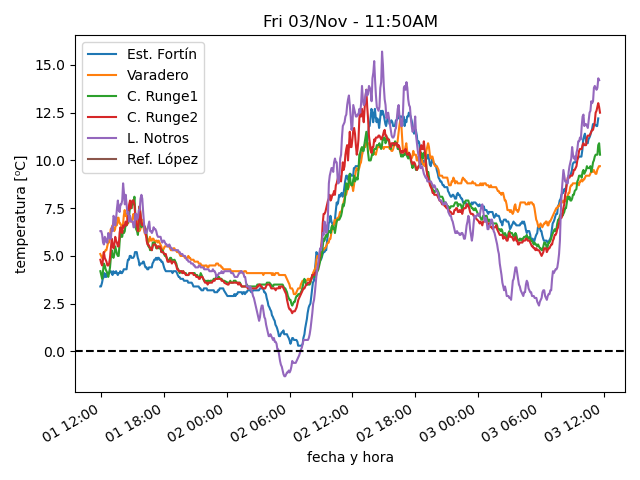 Fri 03/Nov - 11:50AM
Est. Fortín
Varadero
C. Runge1
C. Runge2
L. Notros
Ref. López
temperatura [ºC]
15.0
12.5
10.0
7.5
5.0
2.5
0.0
01 12:00
01 18:00
02 00:00
02 06:00
02 12:00
02 18:00
03 00:00
03 06:00
03 12:00
fecha y hora